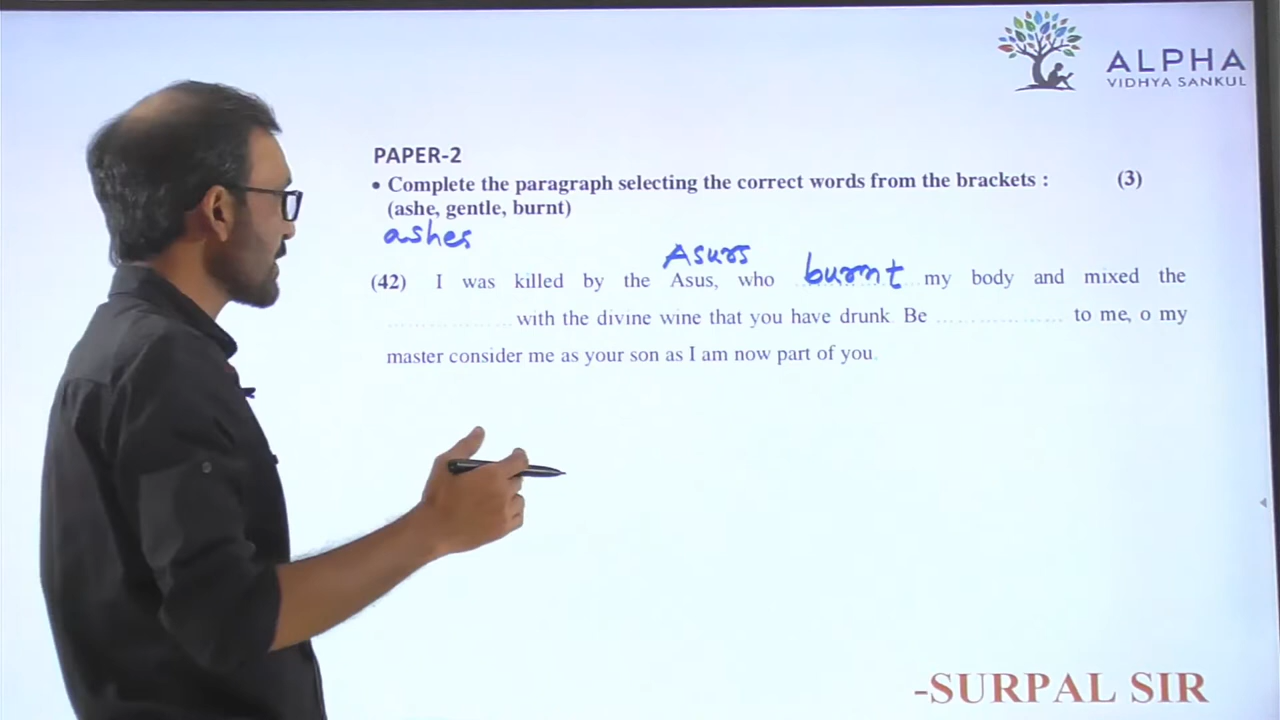 ALPHA
VIDHYA SANKUL
PAPER-2
• Complete the paragraph selecting the correct words from the brackets : (3)
(ashe, gentle, burnt)
ashes
Asurs
(42) I was killed by the Asus, who burnt my body and mixed the
.................... with the divine wine that you have drunk. Be .................... to me, o my
master consider me as your son as I am now part of you.
-SURPAL SIR